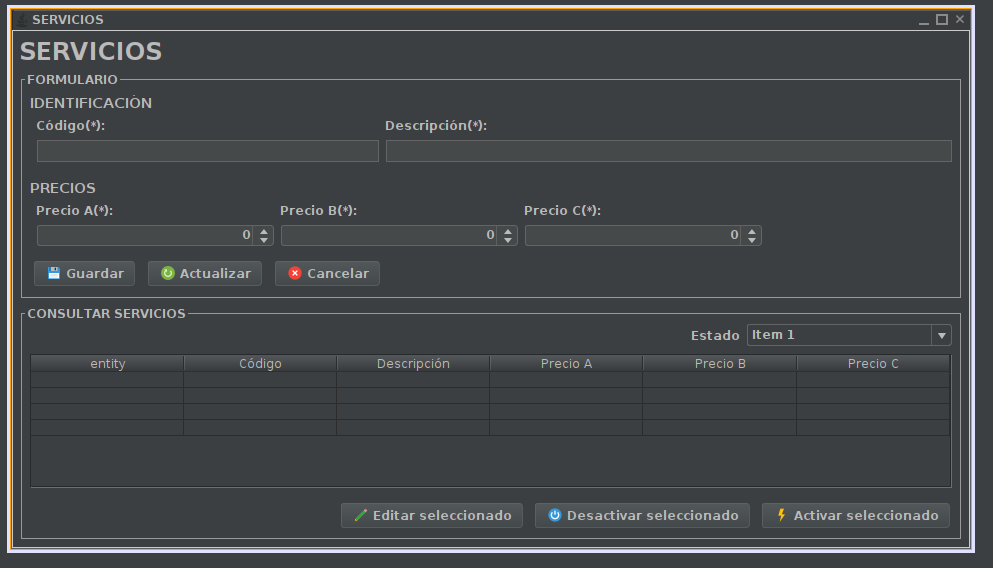 SERVICIOS
SERVICIOS
FORMULARIO
IDENTIFICACIÓN
Código(*): Descripción(*):
PRECIOS
Precio A(*): Precio B(*): Precio C(*):
0 0 0
Guardar Actualizar Cancelar
CONSULTAR SERVICIOS
Estado Item 1
entity Código Descripción Precio A Precio B Precio C
Editar seleccionado Desactivar seleccionado Activar seleccionado